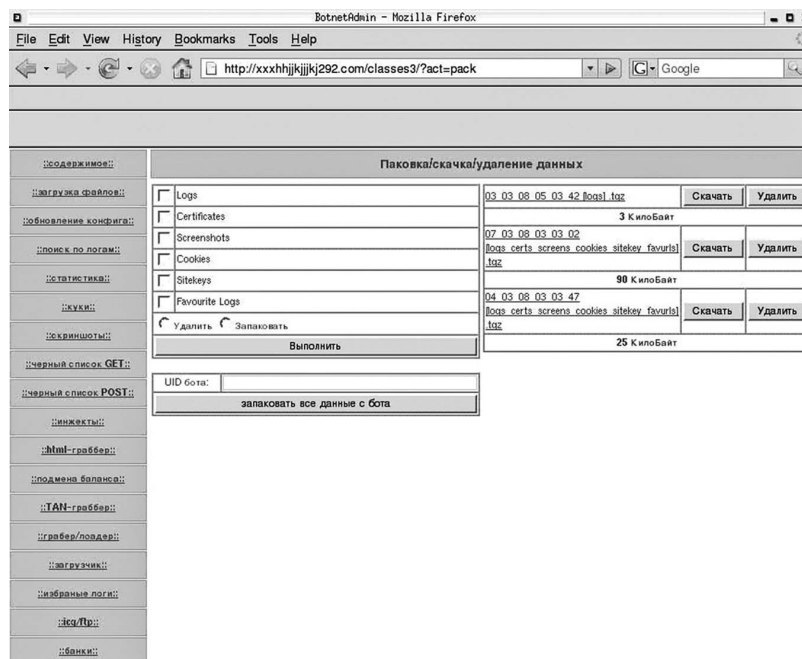 BotnetAdmin - Mozilla Firefox
File Edit View History Bookmarks Tools Help
http://xxxhhjjkjjjkj292.com/classes3/?act=pack
G Google
::содержимое::
::загрузка файлов::
::обновление конфига::
::поиск по логам::
::статистика::
::куки::
::скриншоты::
::черный список GET::
::черный список POST::
::инжекты::
::html-граббер::
::подмена баланса::
::TAN-граббер::
::грабер/лоадер::
::загрузчик::
::избраные логи::
::icq/ftp::
::банки::
Паковка/скачка/удаление данных
Logs
Certificates
Screenshots
Cookies
Sitekeys
Favourite Logs
Удалить Запаковать
Выполнить
UID бота:
запаковать все данные с бота
03_03_08_05_03_42 [logs] .tgz Скачать Удалить
3 КилоБайт
07_03_08_03_03_02
[logs_certs_screens_cookies_sitekey_favurls]
.tgz
Скачать Удалить
90 КилоБайт
04_03_08_03_03_47
[logs_certs_screens_cookies_sitekey_favurls]
.tgz
Скачать Удалить
25 КилоБайт